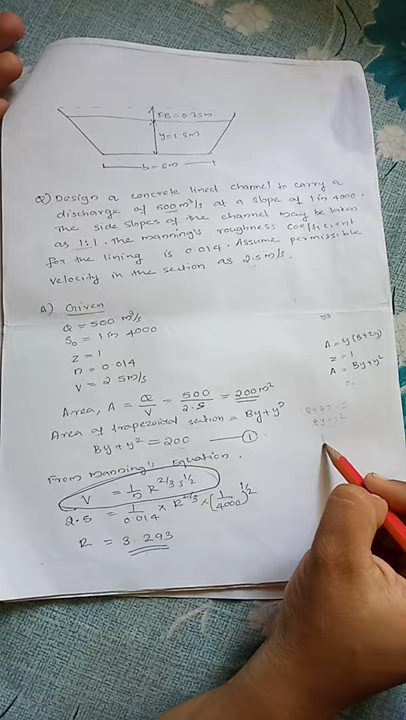 FB = 0.75m
y = 1.5m
b = 6m
Q) Design a concrete lined channel to carry a
discharge of 500 m³/s at a slope of 1 in 4000.
The side slopes of the channel may be taken
as 1:1. The manning's roughness coefficient
for the lining is 0.014. Assume permissible
velocity in the section as 2.5 m/s.
A) Given
Q = 500 m³/s
S₀ = 1 in 4000
z = 1
n = 0.014
V = 2.5 m/s
A = y(B+zy)
z = 1
A = By+y²
Area, A = Q/V = 500/2.5 = 200 m²
Area of trapezoidal section = By+y²
By+y²
By + y² = 200 — ①.
From Manning's Equation.
V = 1/n R^2/3 S^1/2
2.5 = 1/0.014 × R^2/3 × (1/4000)^1/2
R = 3.293